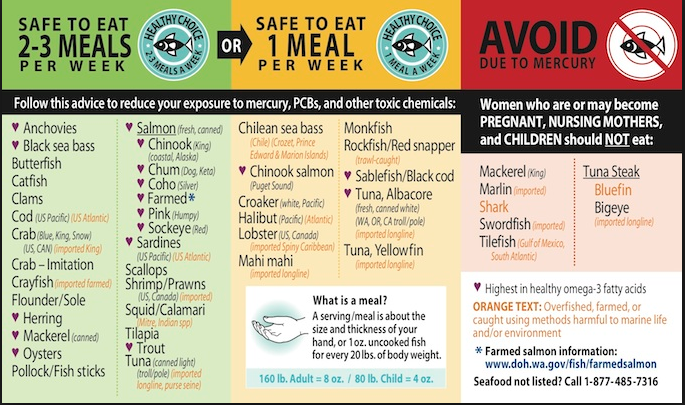 SAFE TO EAT
2-3 MEALS
PER WEEK
HEALTHY CHOICE
2-3 MEALS A WEEK
OR
SAFE TO EAT
1 MEAL
PER WEEK
HEALTHY CHOICE
1 MEAL A WEEK
AVOID
DUE TO MERCURY
Follow this advice to reduce your exposure to mercury, PCBs, and other toxic chemicals:
♥ Anchovies
♥ Black sea bass
Butterfish
Catfish
Clams
Cod (US Pacific) (US Atlantic)
Crab (Blue, King, Snow)
(US, CAN) (imported King)
Crab – Imitation
Crayfish (imported farmed)
Flounder/Sole
♥ Herring
♥ Mackerel (canned)
♥ Oysters
Pollock/Fish sticks
♥ Salmon (fresh, canned)
♥ Chinook (King)
(coastal, Alaska)
♥ Chum (Dog, Keta)
♥ Coho (Silver)
♥ Farmed*
♥ Pink (Humpy)
♥ Sockeye (Red)
♥ Sardines
(US Pacific) (US Atlantic)
Scallops
Shrimp/Prawns
(US, Canada) (imported)
Squid/Calamari
(Mitre, Indian spp)
Tilapia
♥ Trout
Tuna (canned light)
(troll/pole) (imported
longline, purse seine)
Chilean sea bass
(Chile) (Crozet, Prince
Edward & Marion Islands)
♥ Chinook salmon
(Puget Sound)
Croaker (white, Pacific)
Halibut (Pacific) (Atlantic)
Lobster (US, Canada)
(imported Spiny Caribbean)
Mahi mahi
(imported longline)
Monkfish
Rockfish/Red snapper
(trawl-caught)
♥ Sablefish/Black cod
♥ Tuna, Albacore
(fresh, canned white)
(WA, OR, CA troll/pole)
(imported longline)
Tuna, Yellowfin
(imported longline)
What is a meal?
A serving/meal is about the
size and thickness of your
hand, or 1 oz. uncooked fish
for every 20 lbs. of body weight.
160 lb. Adult = 8 oz. / 80 lb. Child = 4 oz.
Women who are or may become
PREGNANT, NURSING MOTHERS,
and CHILDREN should NOT eat:
Mackerel (King)
Marlin (imported)
Shark
Swordfish (imported)
Tilefish (Gulf of Mexico,
South Atlantic)
Tuna Steak
Bluefin
Bigeye
(imported longline)
♥ Highest in healthy omega-3 fatty acids
ORANGE TEXT: Overfished, farmed, or
caught using methods harmful to marine life
and/or environment
* Farmed salmon information:
www.doh.wa.gov/fish/farmedsalmon
Seafood not listed? Call 1-877-485-7316